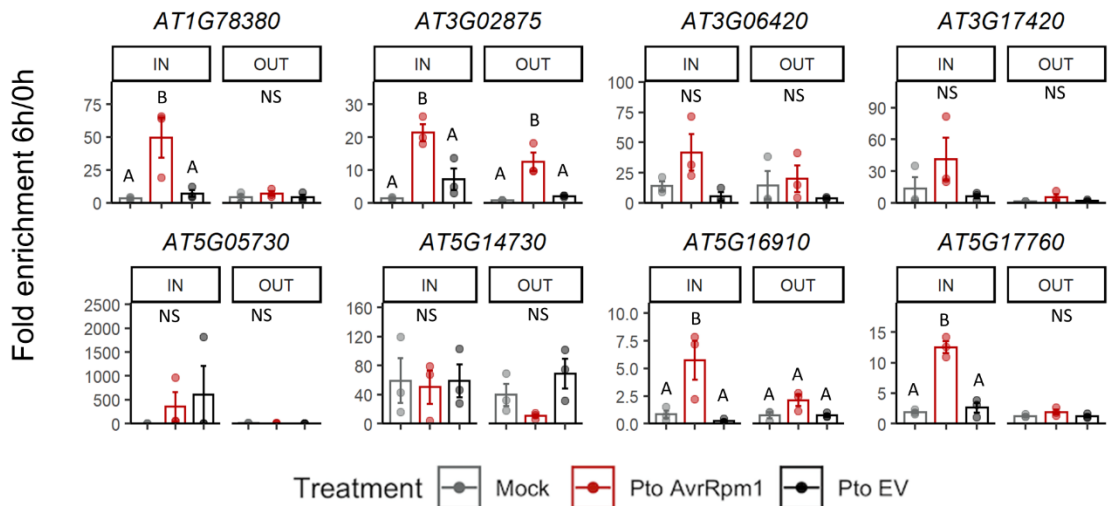 AT1G78380 AT3G02875 AT3G06420 AT3G17420
IN OUT IN OUT IN OUT IN OUT
Fold enrichment 6h/0h
75 50 25 0
A B A NS
30 20 10 0
A B A A B A
100 75 50 25 0
NS NS
90 60 30 0
NS NS
AT5G05730 AT5G14730 AT5G16910 AT5G17760
IN OUT IN OUT IN OUT IN OUT
2500 2000 1500 1000 500 0
NS NS
160 120 80 40 0
NS NS
10.0 7.5 5.0 2.5 0.0
A B A A A A
15 10 5 0
A B A NS
Treatment Mock Pto AvrRpm1 Pto EV